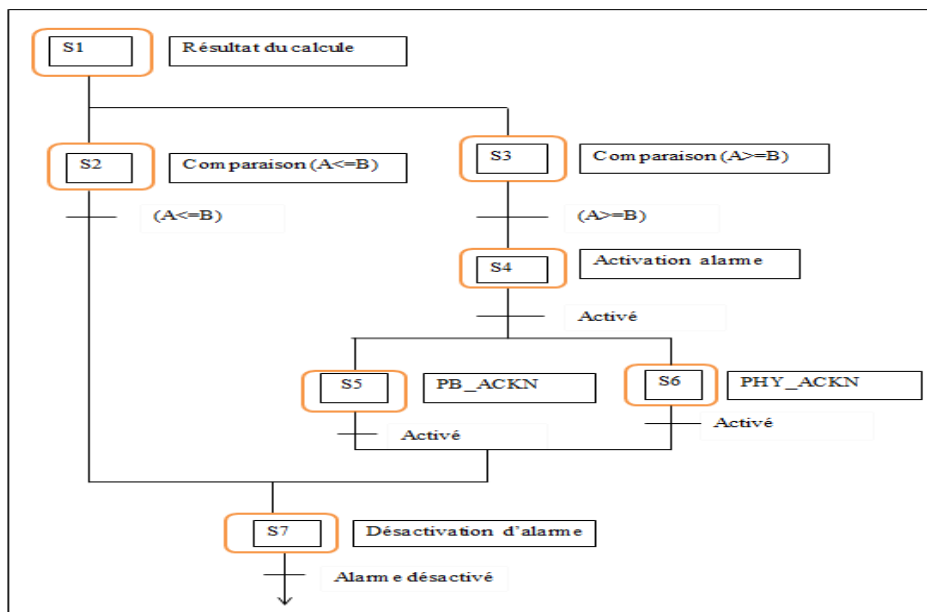 S1
Résultat du calcule
S2
Comparaison (A<=B)
S3
Comparaison (A>=B)
(A<=B)
(A>=B)
S4
Activation alarme
Activé
S5
PB_ACKN
S6
PHY_ACKN
Activé
Activé
S7
Désactivation d'alarme
Alarme désactivé